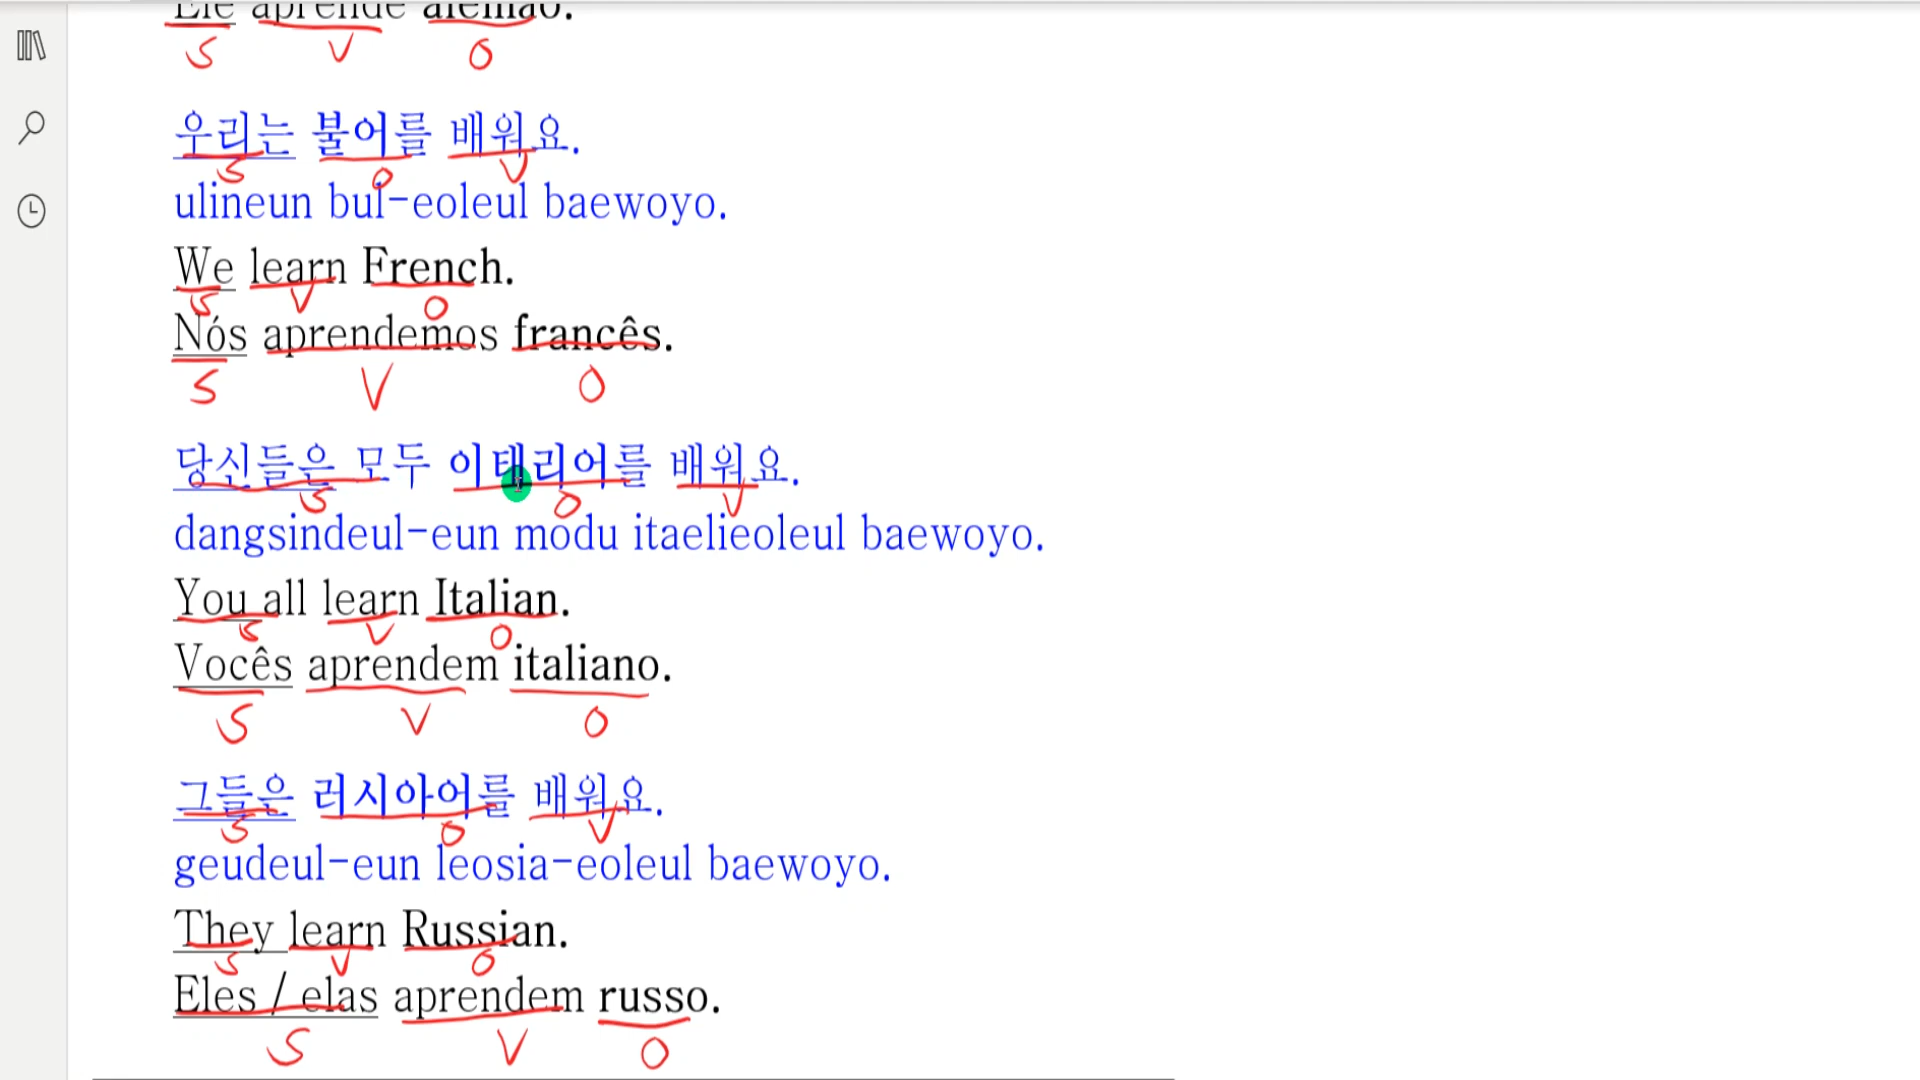 Ele aprende alemão.
S V O
우리는 불어를 배워요.
S O V
ulineun bul-eoleul baewoyo.
We learn French.
S V O
Nós aprendemos francês.
S V O
당신들은 모두 이태리어를 배워요.
S O V
dangsindeul-eun modu itaelieoleul baewoyo.
You all learn Italian.
S V O
Vocês aprendem italiano.
S V O
그들은 러시아어를 배워요.
S O V
geudeul-eun leosia-eoleul baewoyo.
They learn Russian.
S V O
Eles / elas aprendem russo.
S V O